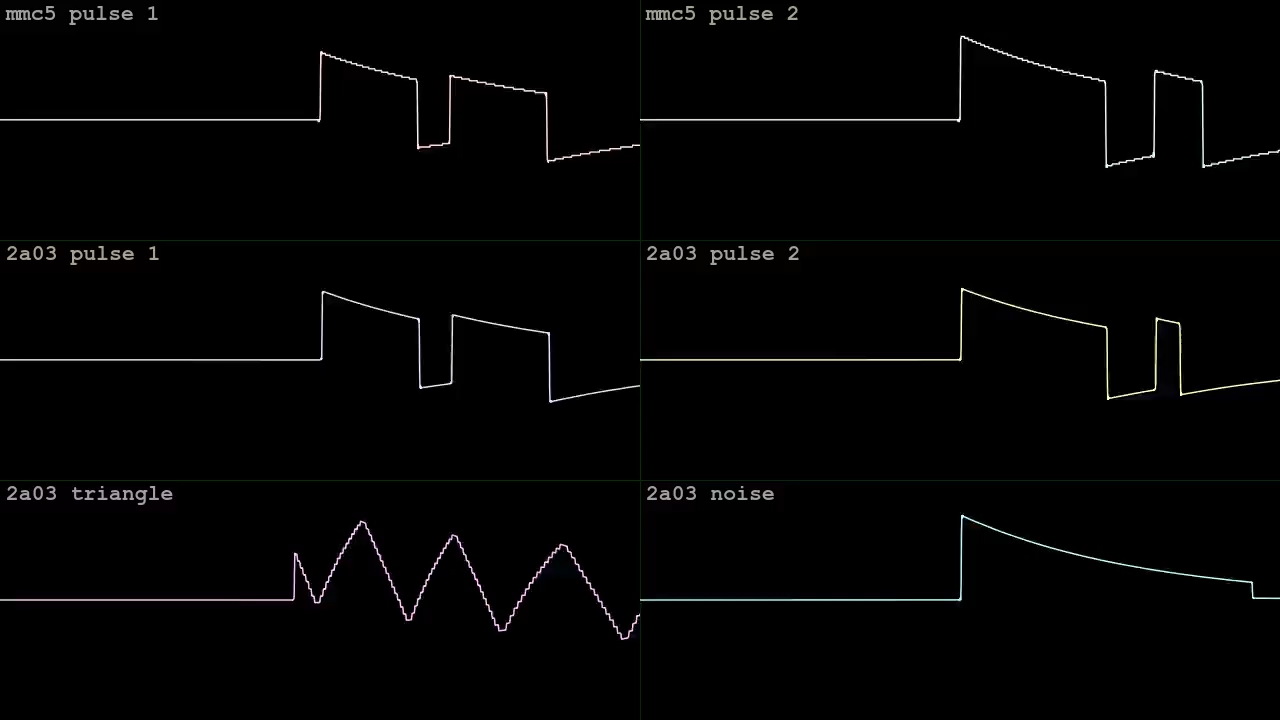 mmc5 pulse 1
mmc5 pulse 2
2a03 pulse 1
2a03 pulse 2
2a03 triangle
2a03 noise